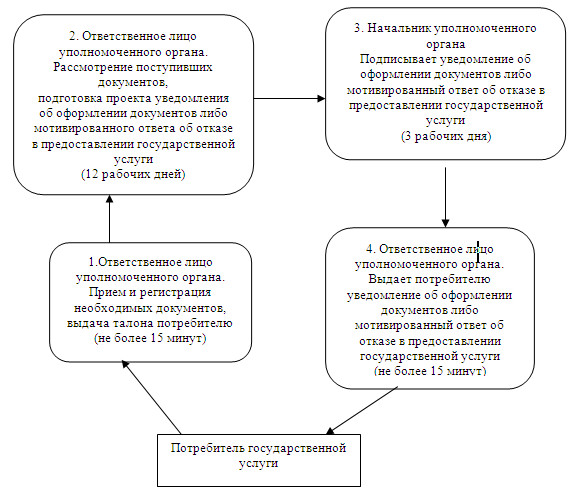 2. Ответственное лицо
уполномоченного органа.
Рассмотрение поступивших
документов,
подготовка проекта уведомления
об оформлении документов либо
мотивированного ответа об отказе
в предоставлении государственной
услуги
(12 рабочих дней)
3. Начальник уполномоченного
органа
Подписывает уведомление об
оформлении документов либо
мотивированный ответ об отказе в
предоставлении государственной
услуги
(3 рабочих дня)
1.Ответственное лицо
уполномоченного органа.
Прием и регистрация
необходимых документов,
выдача талона потребителю
(не более 15 минут)
4. Ответственное лицо
уполномоченного органа.
Выдает потребителю
уведомление об оформлении
документов либо
мотивированный ответ об
отказе в предоставлении
государственной услуги
(не более 15 минут)
Потребитель государственной
услуги